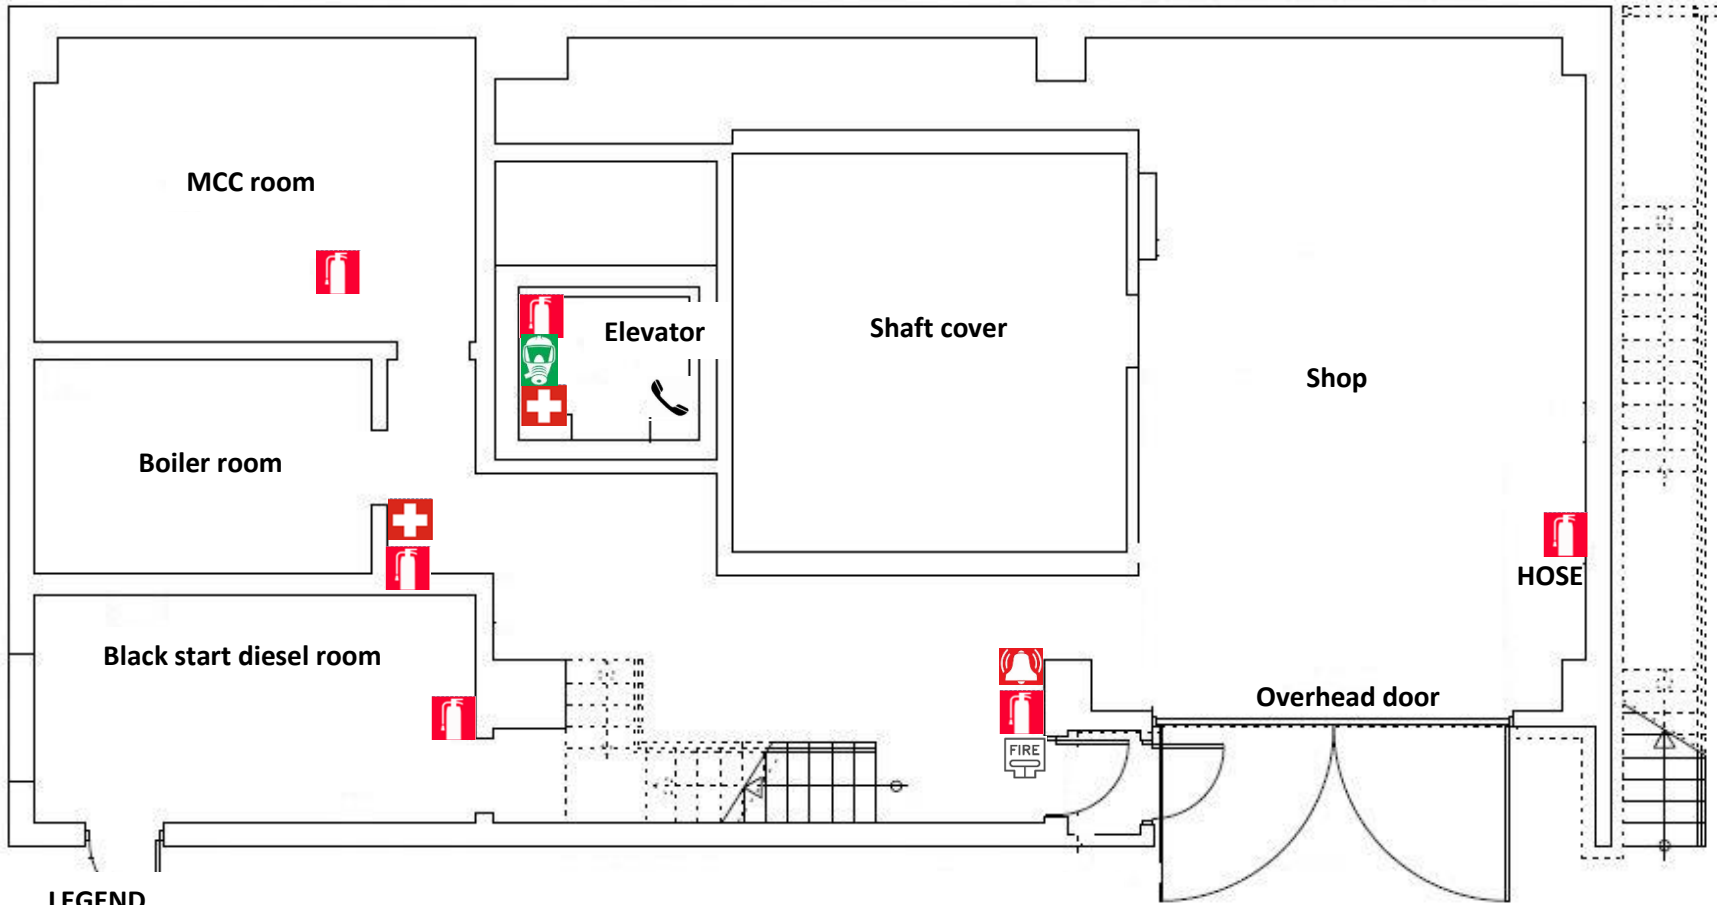 MCC room
Elevator
Shaft cover
Shop
Boiler room
HOSE
Black start diesel room
Overhead door
FIRE
LEGEND